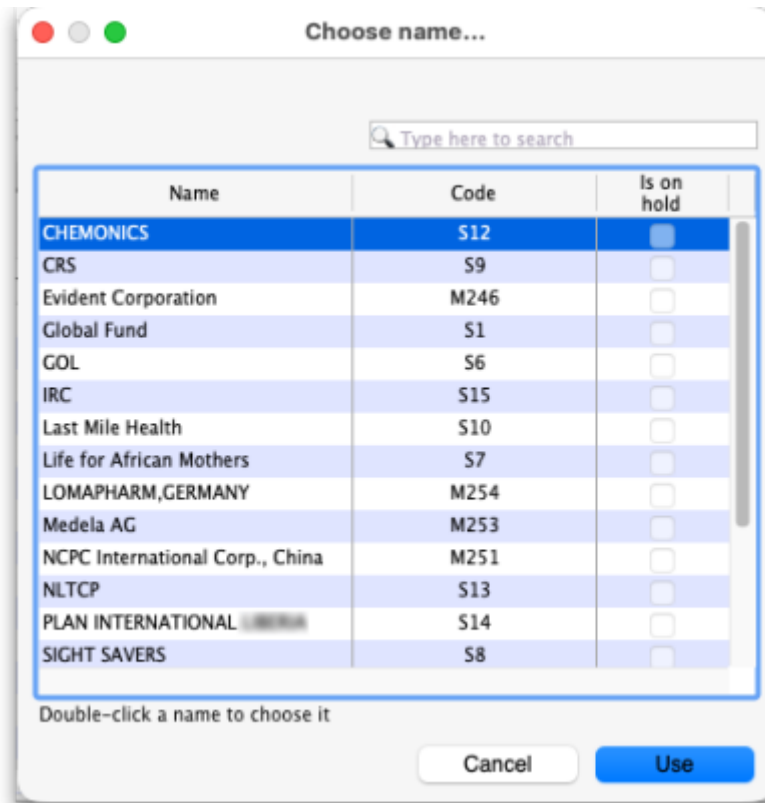 Choose name...
Type here to search
Name Code Is on hold
CHEMONICS S12
CRS S9
Evident Corporation M246
Global Fund S1
GOL S6
IRC S15
Last Mile Health S10
Life for African Mothers S7
LOMAPHARM,GERMANY M254
Medela AG M253
NCPC International Corp., China M251
NLTCP S13
PLAN INTERNATIONAL S14
SIGHT SAVERS S8
Double-click a name to choose it
Cancel Use